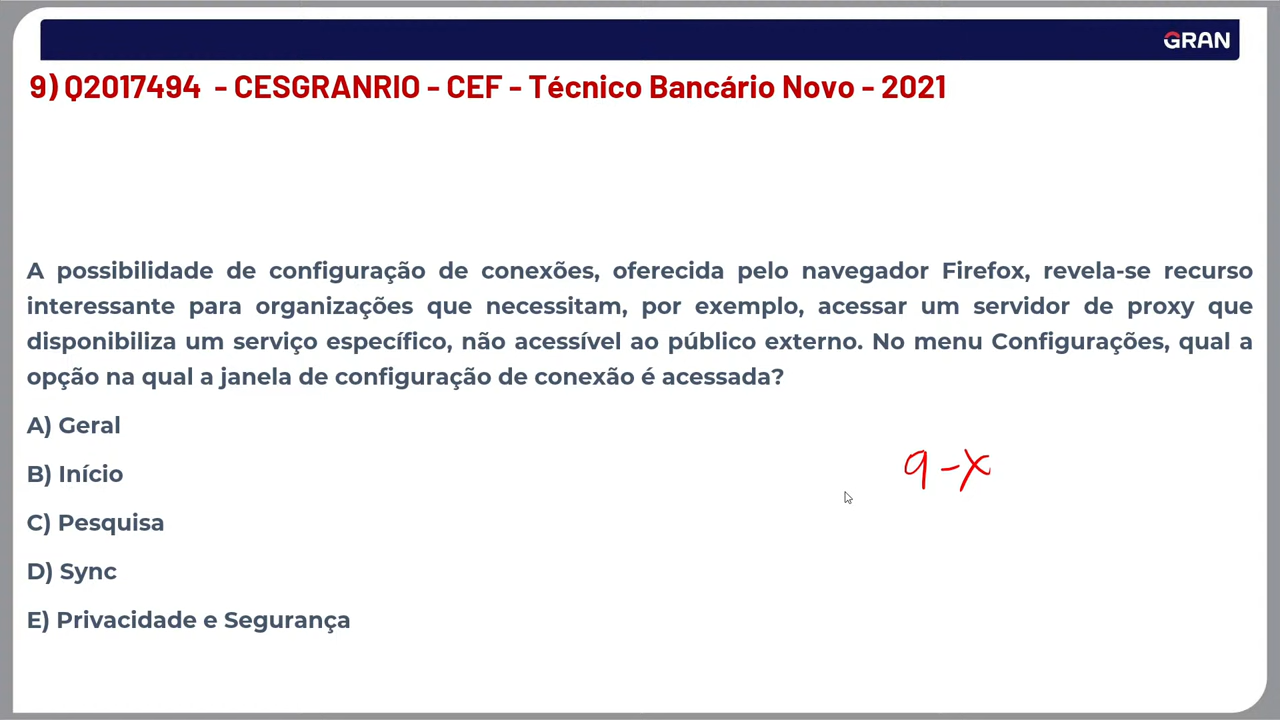 GRAN
9) Q2017494 - CESGRANRIO - CEF - Técnico Bancário Novo - 2021
A possibilidade de configuração de conexões, oferecida pelo navegador Firefox, revela-se recurso
interessante para organizações que necessitam, por exemplo, acessar um servidor de proxy que
disponibiliza um serviço específico, não acessível ao público externo. No menu Configurações, qual a
opção na qual a janela de configuração de conexão é acessada?
A) Geral
B) Início
9-X
C) Pesquisa
D) Sync
E) Privacidade e Segurança